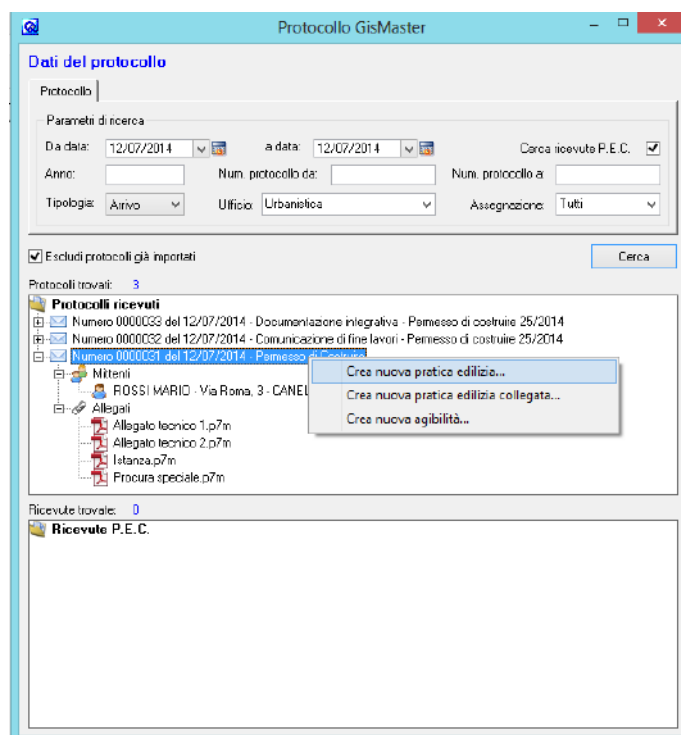 Protocollo GisMaster
Dati del protocollo
Protocollo
Parametri di ricerca
Da data: 12/07/2014 a data: 12/07/2014 Cerca ricevute P.E.C.
Anno: Num. protocollo da: Num. protocollo a:
Tipologia: Arrivo Ufficio: Urbanistica Assegnazione: Tutti
Escludi protocolli già importati Cerca
Protocolli trovati: 3
Protocolli ricevuti
Numero 0000033 del 12/07/2014 - Documentazione integrativa - Permesso di costruire 25/2014
Numero 0000032 del 12/07/2014 - Comunicazione di fine lavori - Permesso di costruire 25/2014
Numero 0000031 del 12/07/2014 - Permesso di Costruire
Crea nuova pratica edilizia...
Mittenti
ROSSI MARIO - Via Roma, 3 - CANEL
Crea nuova pratica edilizia collegata...
Crea nuova agibilità...
Allegati
Allegato tecnico 1.p7m
Allegato tecnico 2.p7m
Istanza.p7m
Procura speciale.p7m
Ricevute trovate: 0
Ricevute P.E.C.